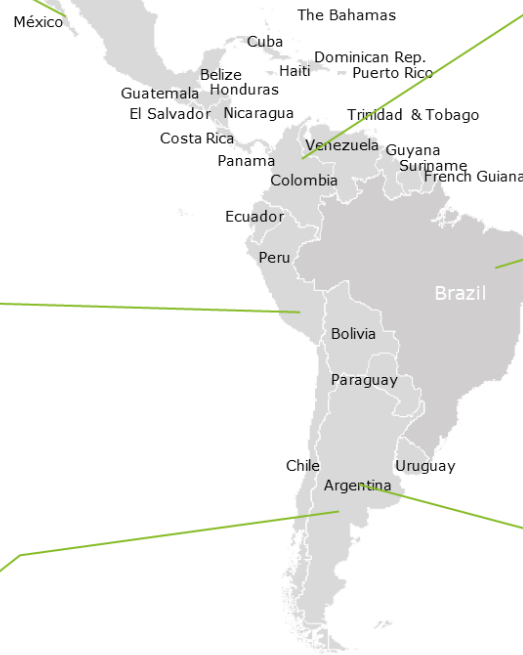 The Bahamas
México
Cuba
Dominican Rep.
Haiti
Puerto Rico
Belize
Guatemala
Honduras
El Salvador
Nicaragua
Trinidad & Tobago
Costa Rica
Venezuela
Guyana
Panama
Suriname
French Guiana
Colombia
Ecuador
Peru
Brazil
Bolivia
Paraguay
Chile
Uruguay
Argentina